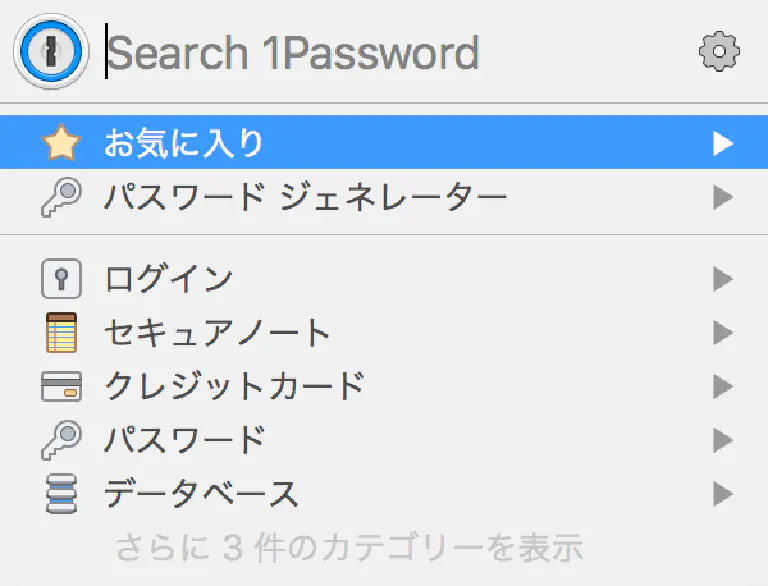 Search 1Password
お気に入り
パスワード ジェネレーター
ログイン
セキュアノート
クレジットカード
パスワード
データベース
さらに 3 件のカテゴリーを表示